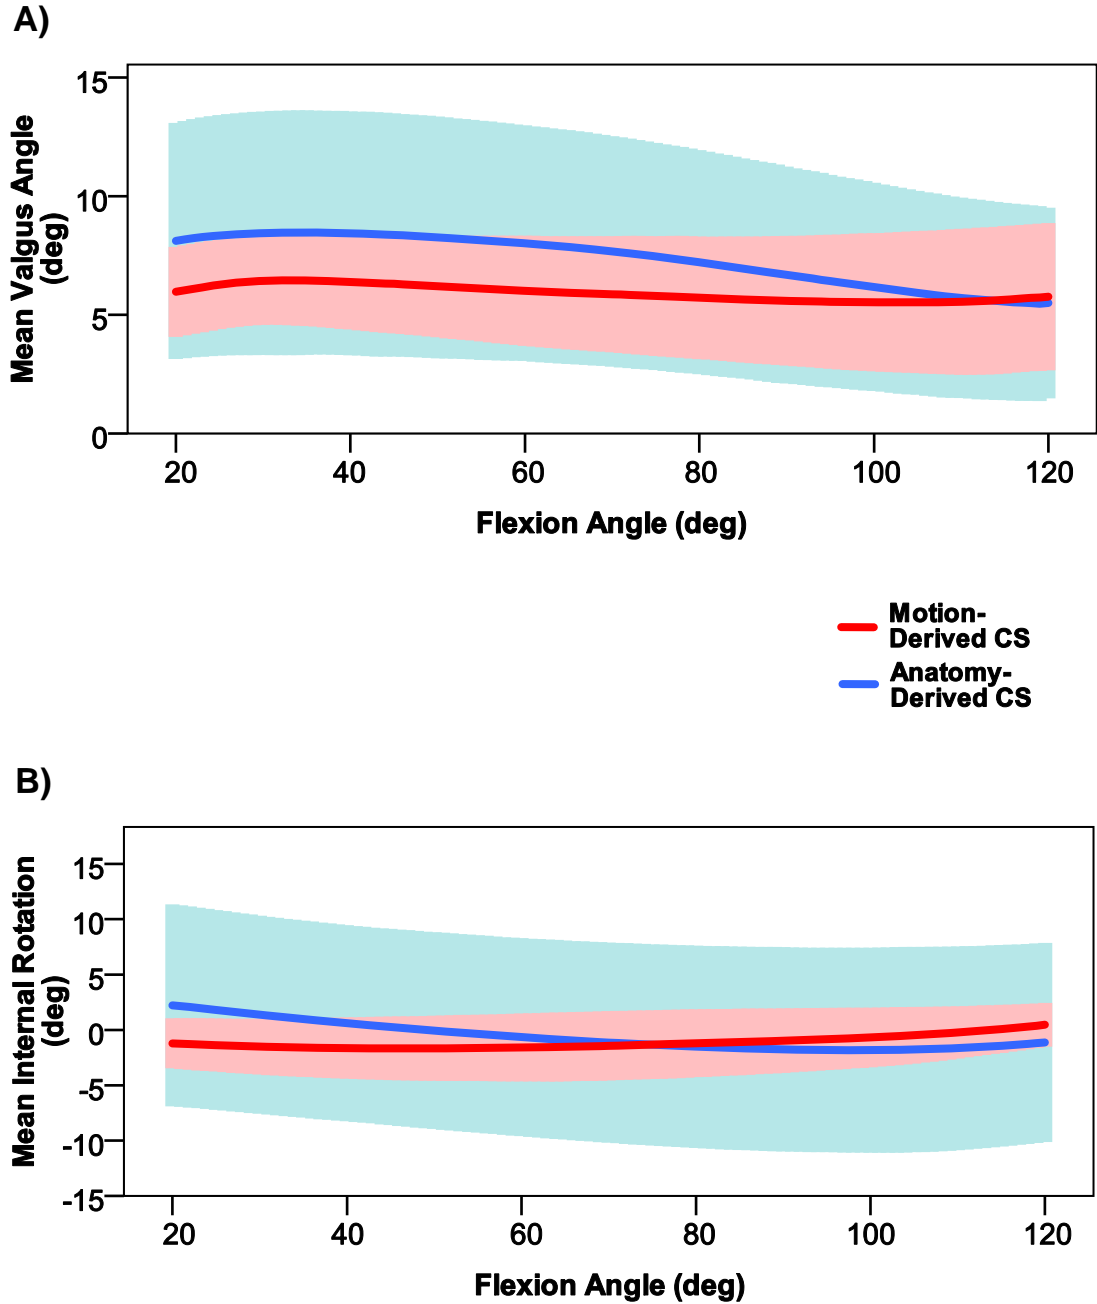 A)
Mean Valgus Angle
(deg)
15
10
5
0
20 40 60 80 100 120
Flexion Angle (deg)
Motion-
Derived CS
Anatomy-
Derived CS
B)
Mean Internal Rotation
(deg)
15
10
5
0
-5
-10
-15
20 40 60 80 100 120
Flexion Angle (deg)